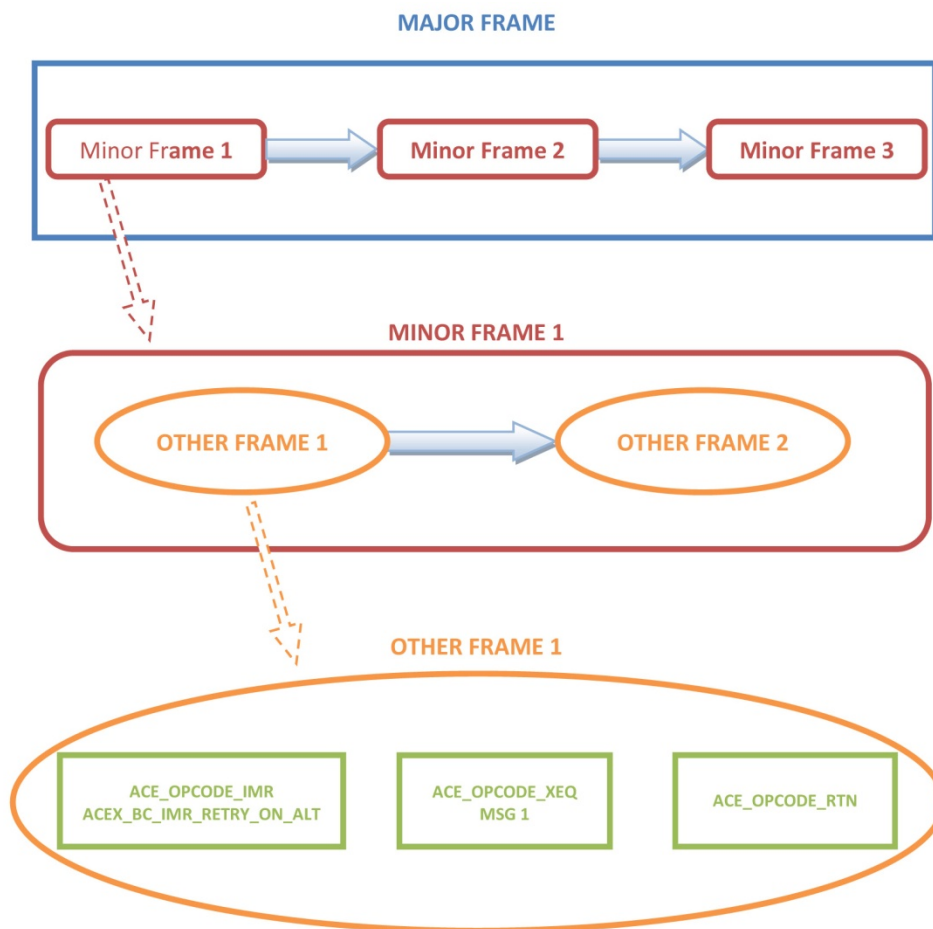 MAJOR FRAME
Minor Frame 1
Minor Frame 2
Minor Frame 3
MINOR FRAME 1
OTHER FRAME 1
OTHER FRAME 2
OTHER FRAME 1
ACE_OPCODE_IMR
ACEX_BC_IMR_RETRY_ON_ALT
ACE_OPCODE_XEQ
MSG 1
ACE_OPCODE_RTN